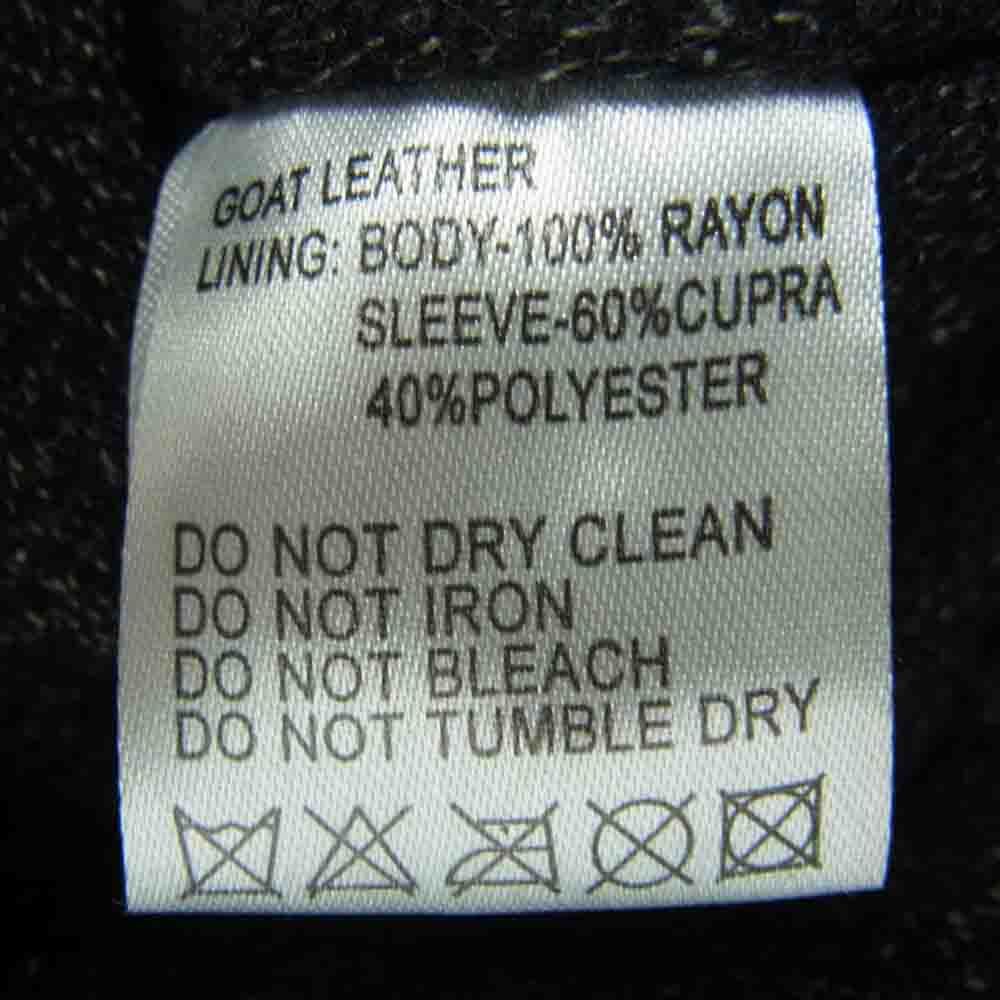 GOAT LEATHER
LINING: BODY-100% RAYON
SLEEVE-60%CUPRA
40%POLYESTER
DO NOT DRY CLEAN
DO NOT IRON
DO NOT BLEACH
DO NOT TUMBLE DRY